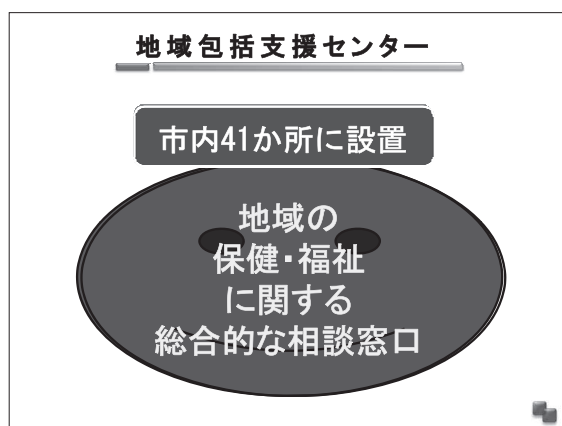 地域包括支援センター
市内41か所に設置
地域の
保健・福祉
に関する
総合的な相談窓口